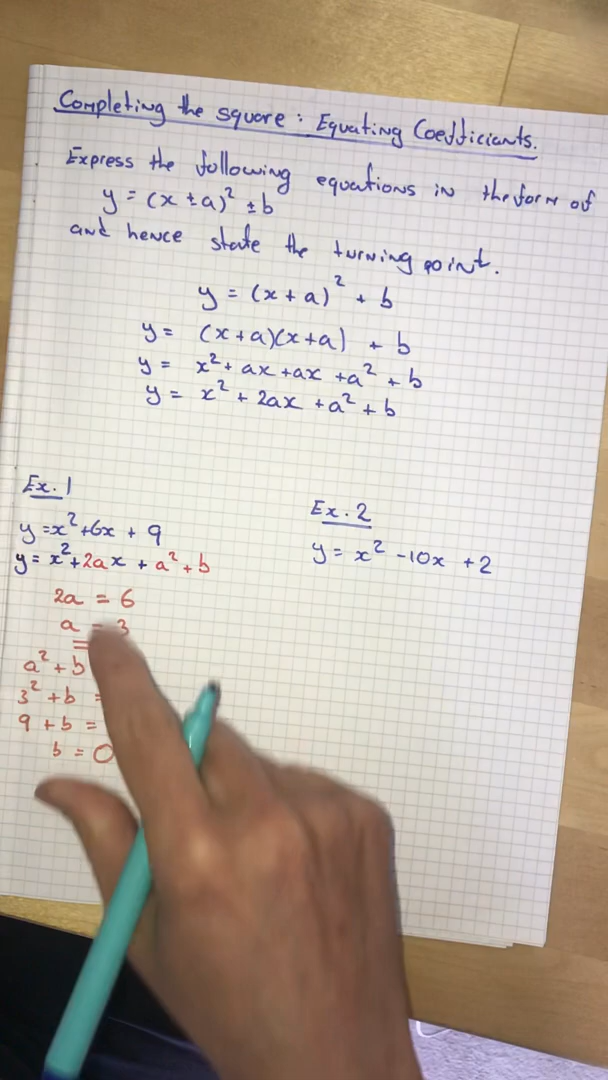 Completing the square : Equating Coefficients.
Express the following equations in the form of
y = (x ± a)² ± b
and hence state the turning point.
y = (x + a)² + b
y = (x + a)(x + a) + b
y = x² + ax + ax + a² + b
y = x² + 2ax + a² + b
Ex. 1
y = x² + 6x + 9
y = x² + 2ax + a² + b
2a = 6
a = 3
a² + b
3² + b =
9 + b =
b = 0
Ex. 2
y = x² - 10x + 2